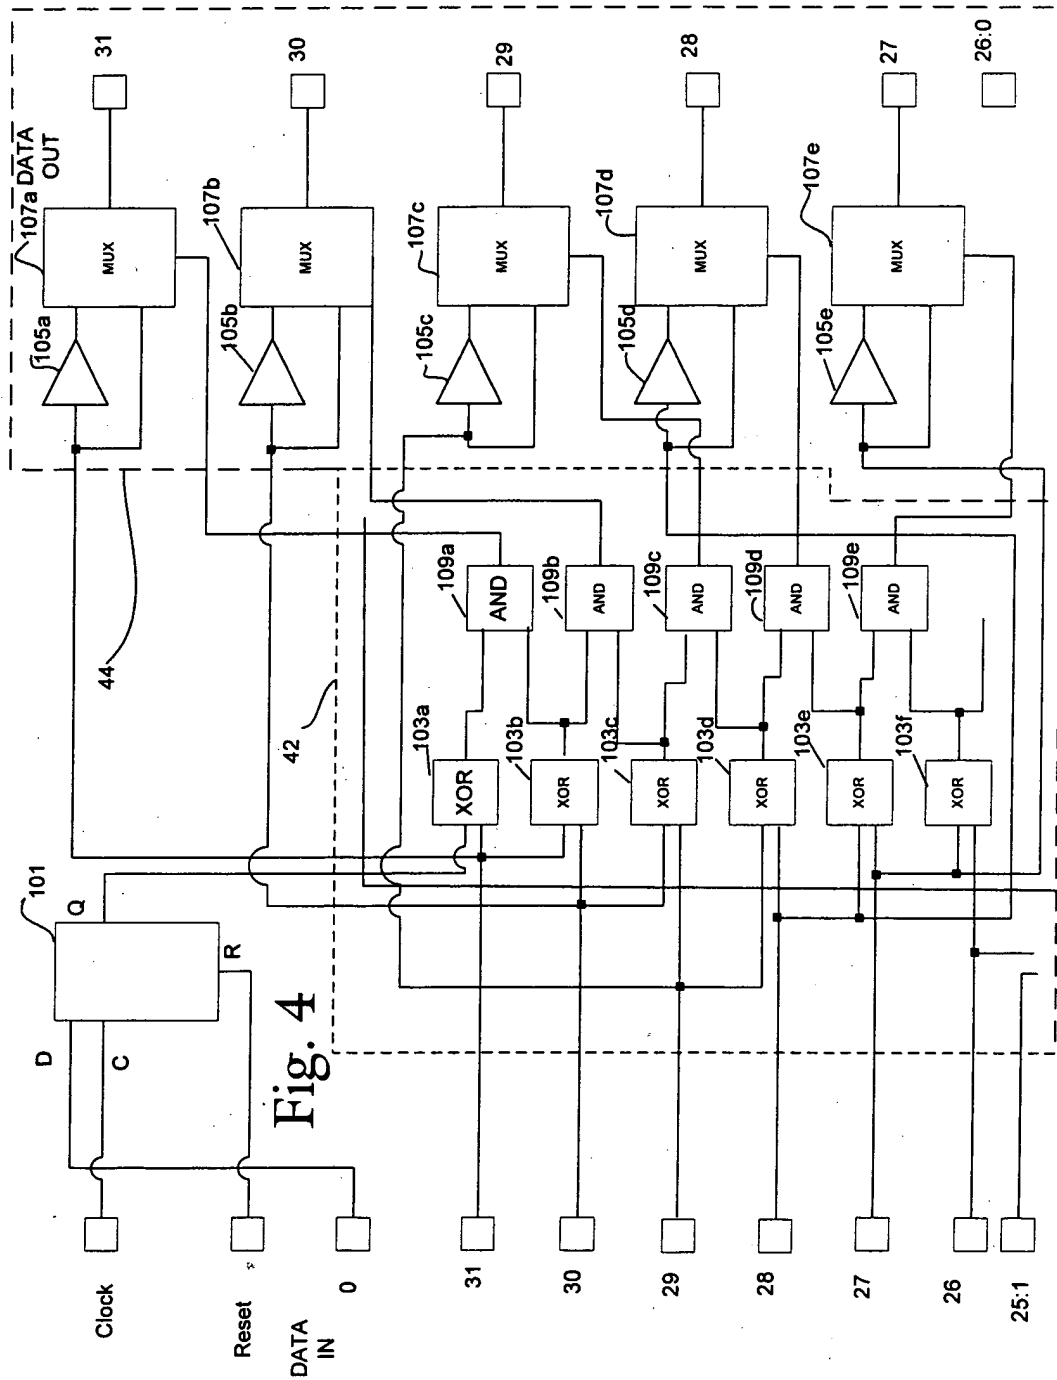 Clock
Reset
DATA
IN
0
31
30
29
28
27
26
25:1
D
C
R
Q
101
Fig. 4
42
44
103a
XOR
103b
XOR
103c
XOR
103d
XOR
103e
XOR
103f
XOR
109a
AND
109b
AND
109c
AND
109d
AND
109e
AND
105a
105b
105c
105d
105e
107a
MUX
107b
MUX
107c
MUX
107d
MUX
107e
MUX
DATA
OUT
31
30
29
28
27
26:0